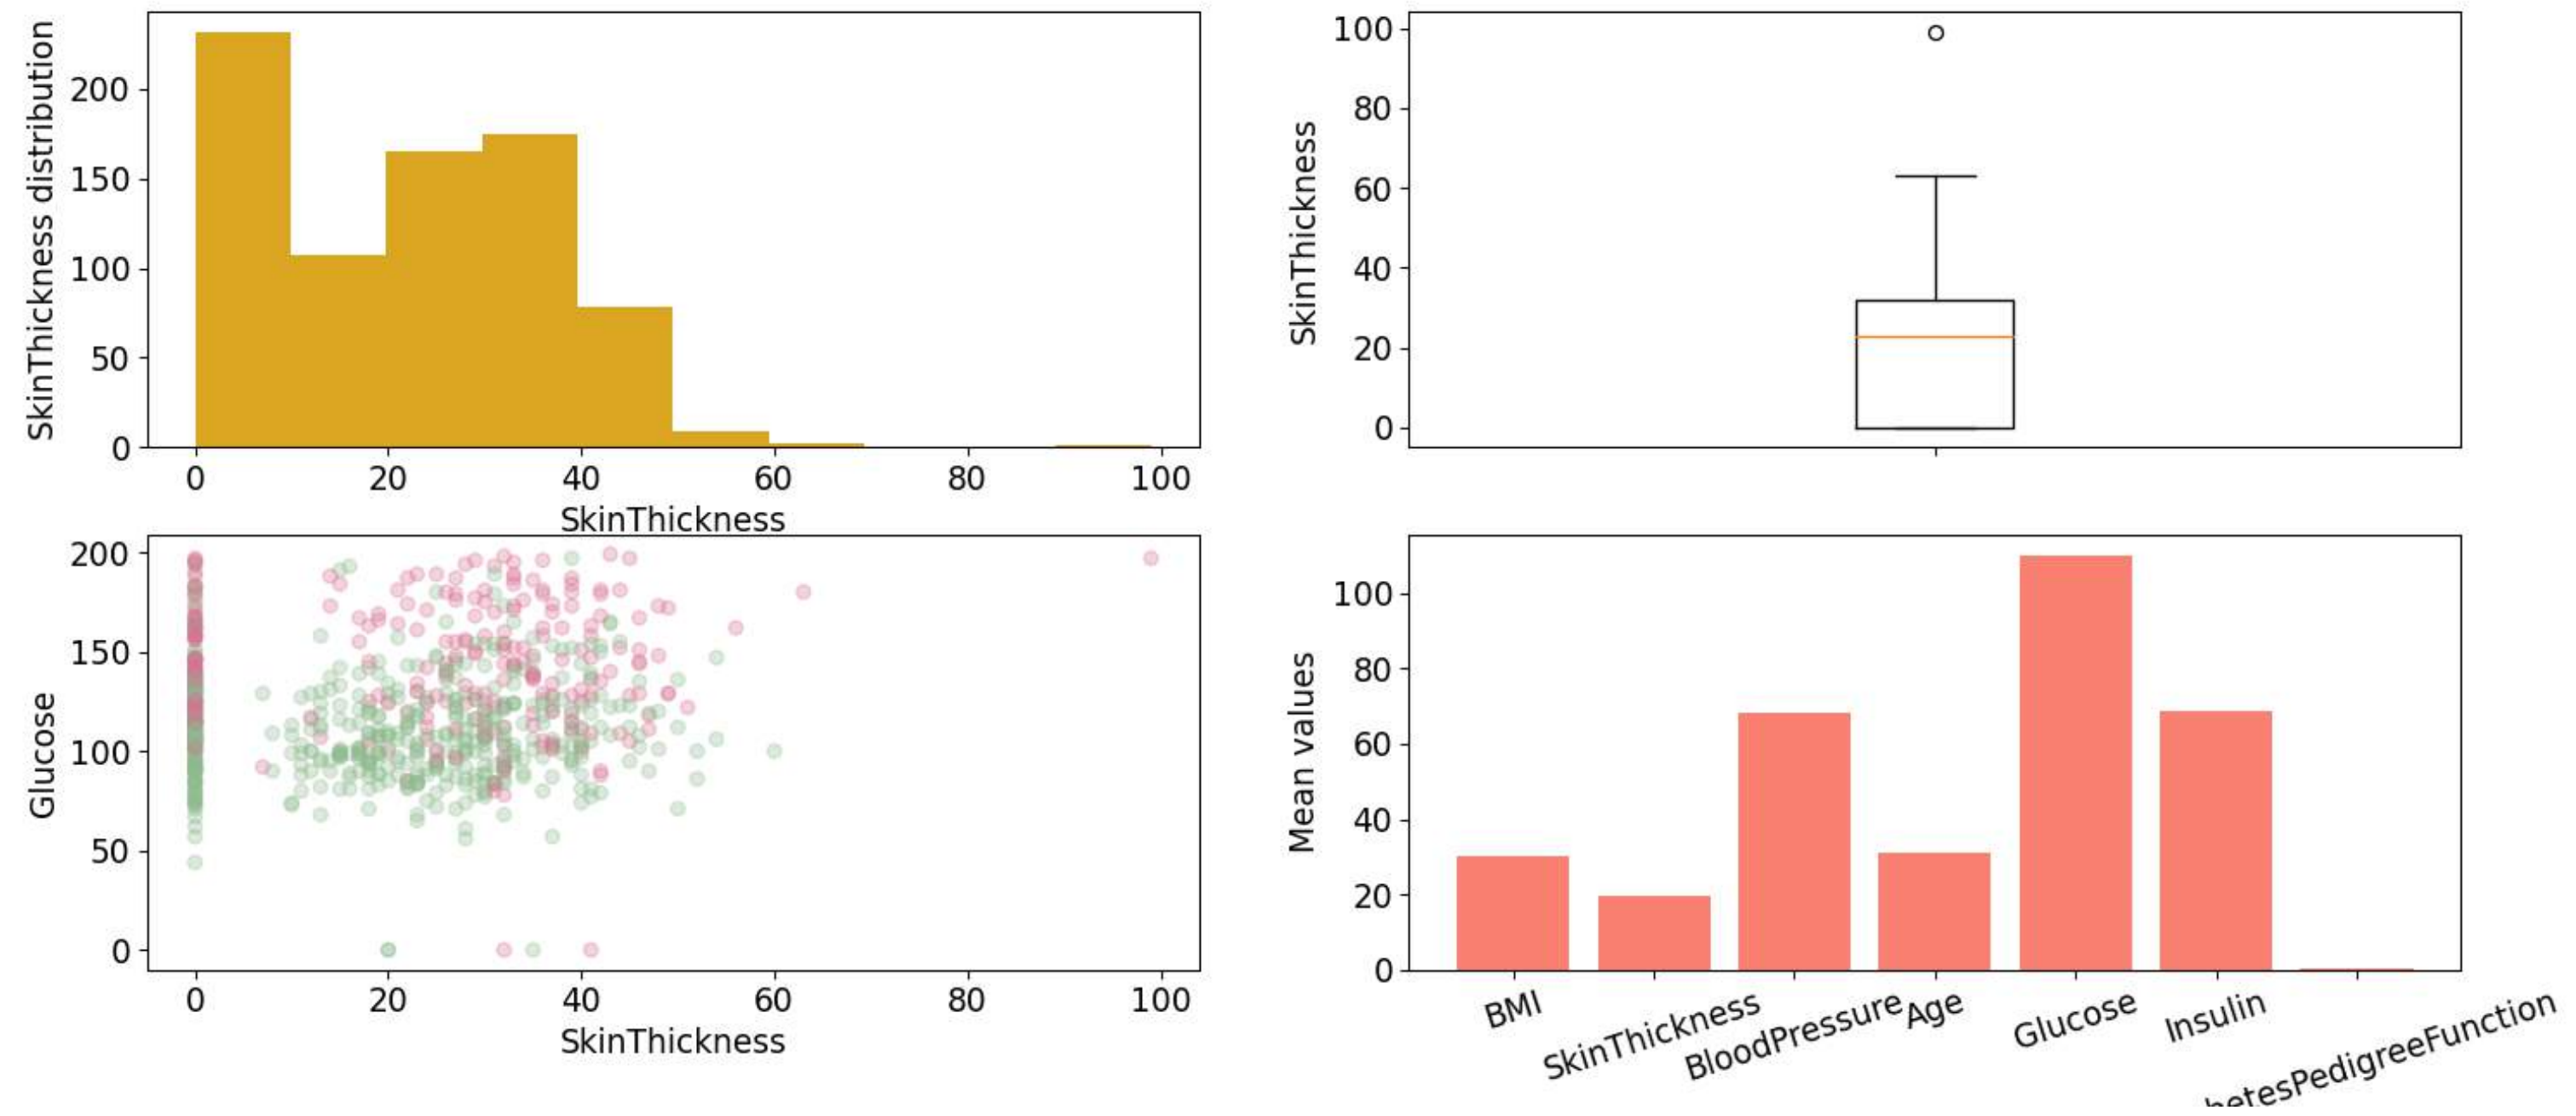 SkinThickness distribution
200
150
100
50
0
0 20 40 60 80 100
SkinThickness
SkinThickness
100
80
60
40
20
0
Glucose
200
150
100
50
0
0 20 40 60 80 100
SkinThickness
Mean values
100
80
60
40
20
0
BMI
SkinThickness
BloodPressure
Age
Glucose
Insulin
betesPedigreeFunction